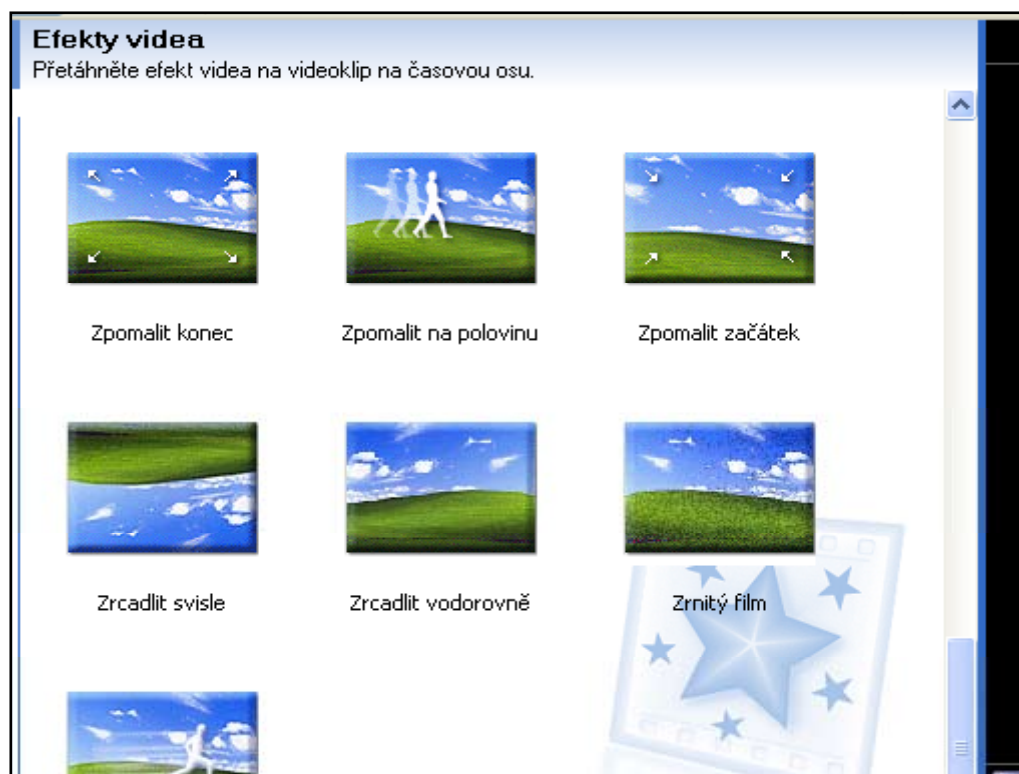 Efekty videa
Přetáhněte efekt videa na videoklip na časovou osu.
Zpomalit konec
Zpomalit na polovinu
Zpomalit začátek
Zrcadlit svisle
Zrcadlit vodorovně
Zrnitý film